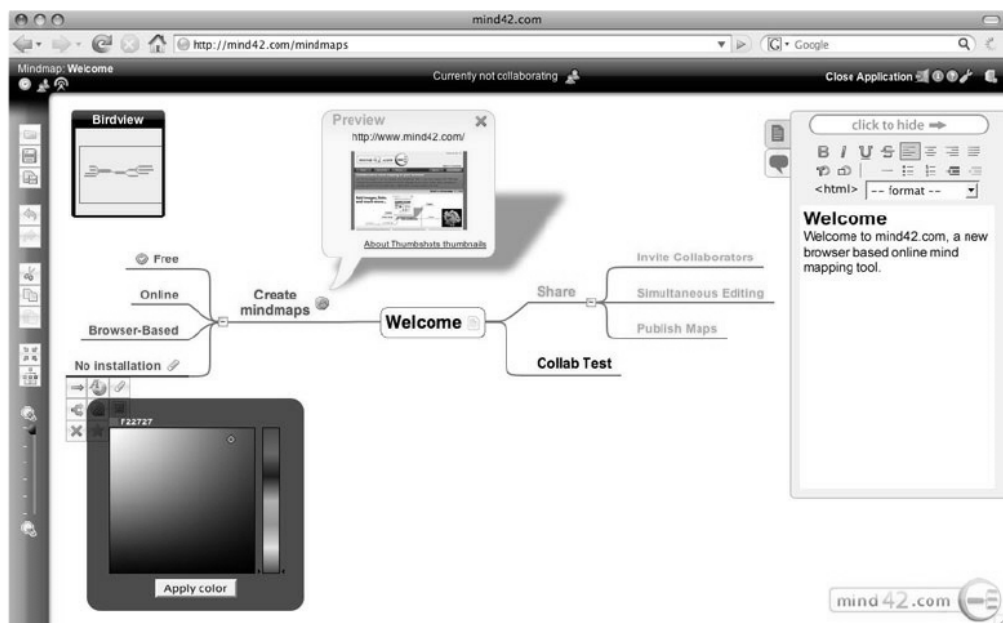 mind42.com
http://mind42.com/mindmaps
G Google
Mindmap: Welcome
Currently not collaborating
Close Application
Birdview
Preview
http://www.mind42.com/
About Thumbshots thumbnails
click to hide
B I U S
<html> -- format --
Welcome
Welcome to mind42.com, a new
browser based online mind
mapping tool.
Free
Online
Browser-Based
No installation
Create
mindmaps
Welcome
Share
Invite Collaborators
Simultaneous Editing
Publish Maps
Collab Test
F22727
Apply color
mind42.com